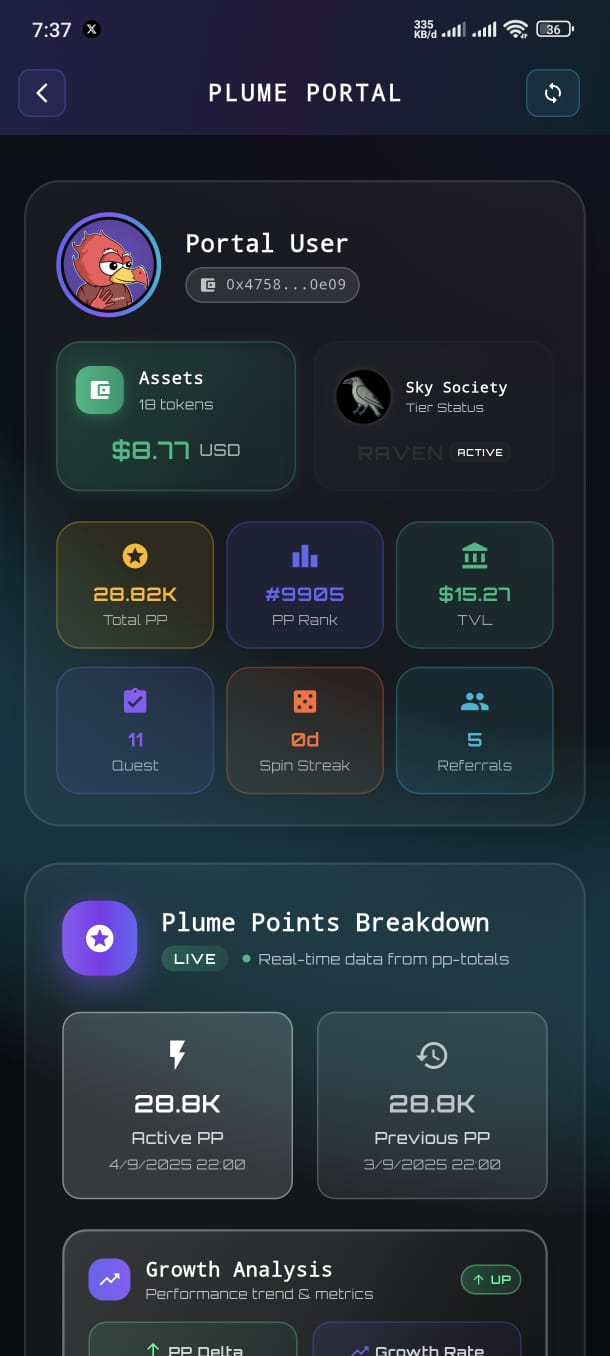 7:37
335
KB/d
36
PLUME PORTAL
Portal User
0x4758...0e09
Assets
18 tokens
$8.77 USD
Sky Society
Tier Status
RAVEN ACTIVE
28.82K
Total PP
#9905
PP Rank
$15.27
TVL
11
Quest
0d
Spin Streak
5
Referrals
Plume Points Breakdown
LIVE
Real-time data from pp-totals
28.8K
Active PP
4/9/2025 22:00
28.8K
Previous PP
3/9/2025 22:00
Growth Analysis
Performance trend & metrics
UP
PP Delta
Growth Rate